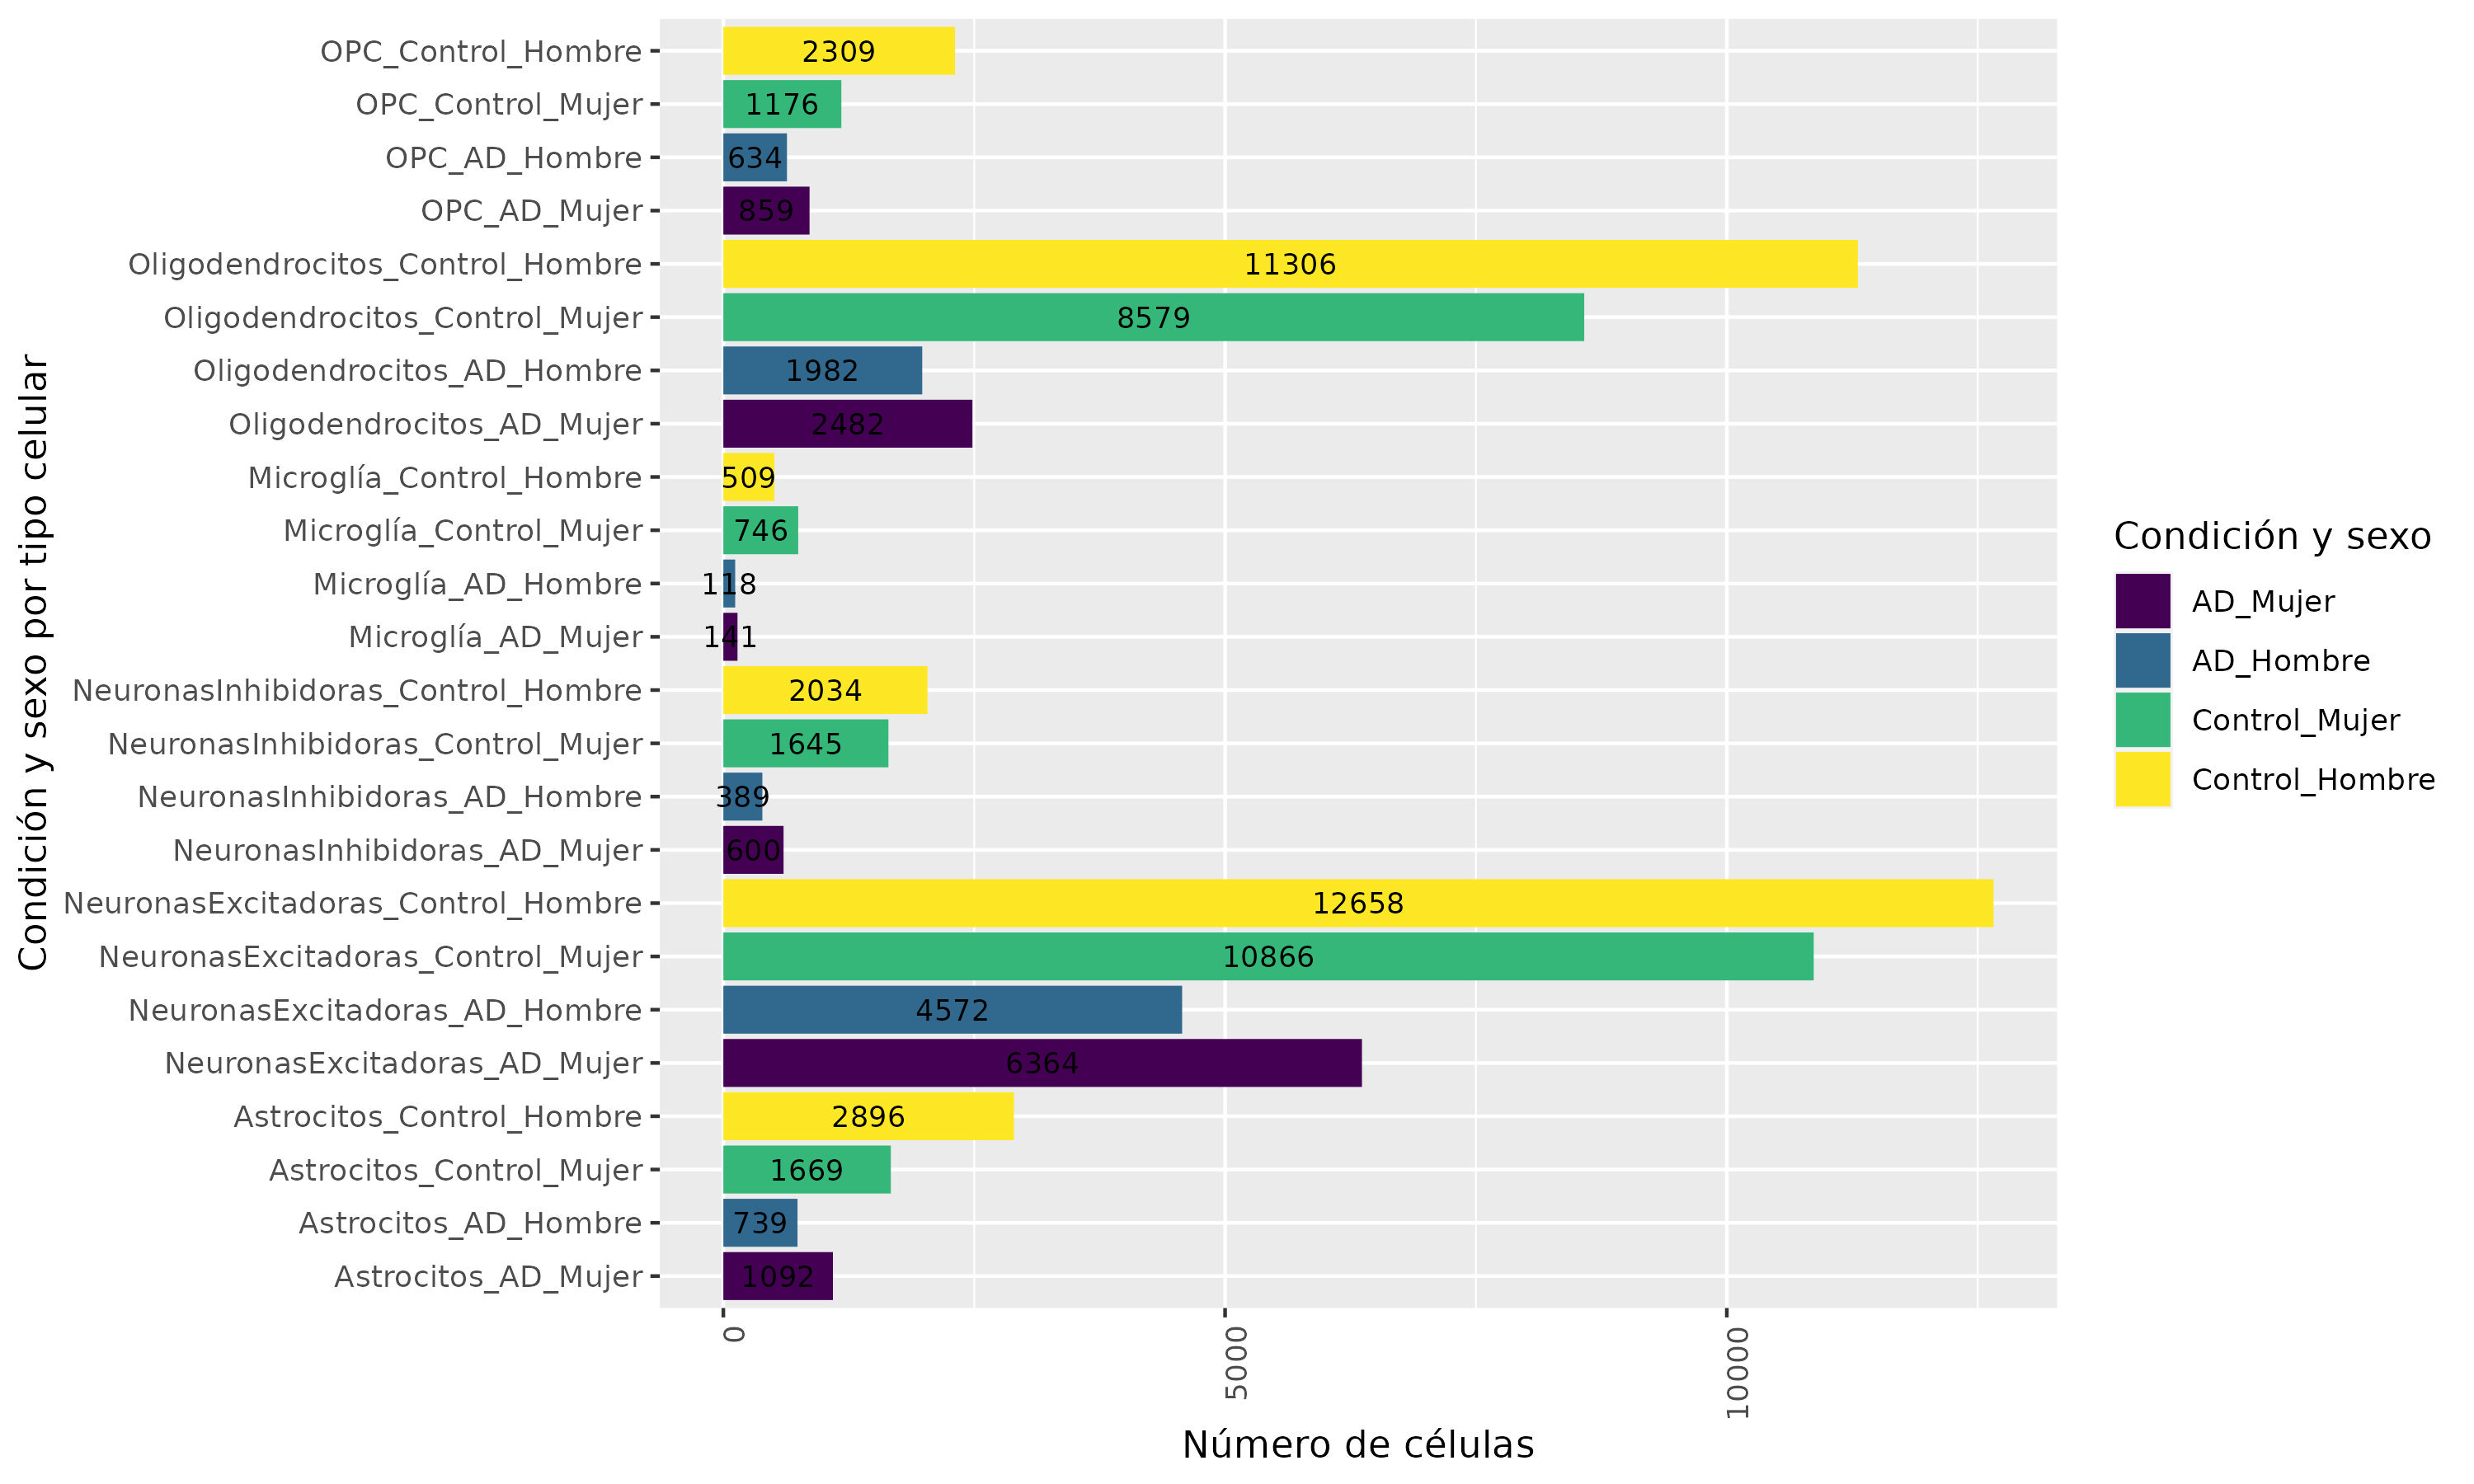 Condición y sexo por tipo celular
OPC_Control_Hombre 2309
OPC_Control_Mujer 1176
OPC_AD_Hombre 634
OPC_AD_Mujer 859
Oligodendrocitos_Control_Hombre 11306
Oligodendrocitos_Control_Mujer 8579
Oligodendrocitos_AD_Hombre 1982
Oligodendrocitos_AD_Mujer 2482
Microglía_Control_Hombre 509
Microglía_Control_Mujer 746
Microglía_AD_Hombre 118
Microglía_AD_Mujer 141
NeuronasInhibidoras_Control_Hombre 2034
NeuronasInhibidoras_Control_Mujer 1645
NeuronasInhibidoras_AD_Hombre 389
NeuronasInhibidoras_AD_Mujer 600
NeuronasExcitadoras_Control_Hombre 12658
NeuronasExcitadoras_Control_Mujer 10866
NeuronasExcitadoras_AD_Hombre 4572
NeuronasExcitadoras_AD_Mujer 6364
Astrocitos_Control_Hombre 2896
Astrocitos_Control_Mujer 1669
Astrocitos_AD_Hombre 739
Astrocitos_AD_Mujer 1092
0 5000 10000
Número de células
Condición y sexo
AD_Mujer
AD_Hombre
Control_Mujer
Control_Hombre